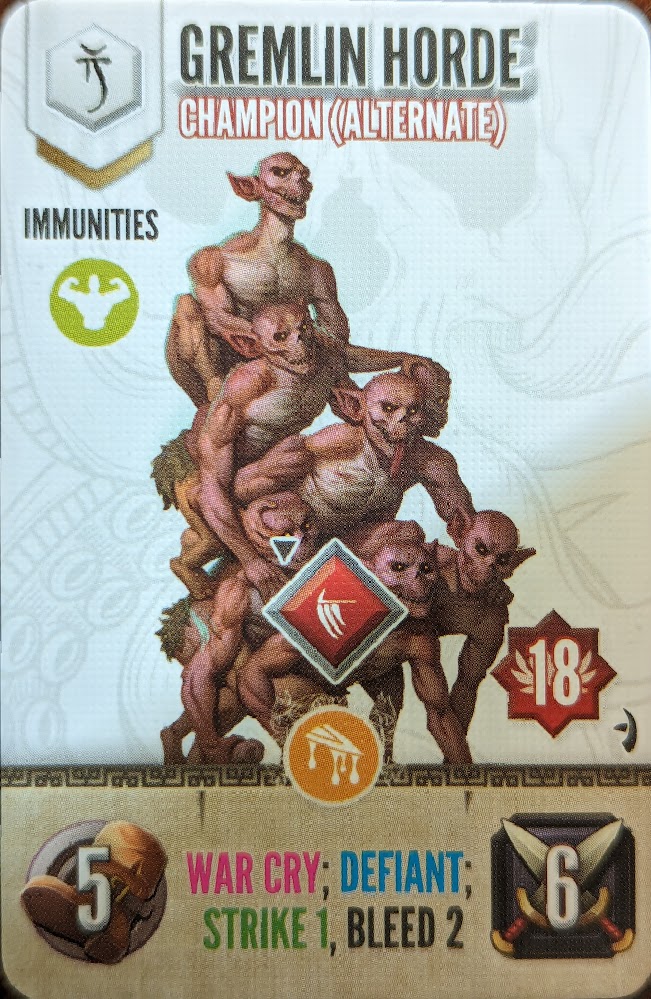 GREMLIN HORDE
CHAMPION (ALTERNATE)
IMMUNITIES
18
5
WAR CRY; DEFIANT;
STRIKE 1, BLEED 2
6